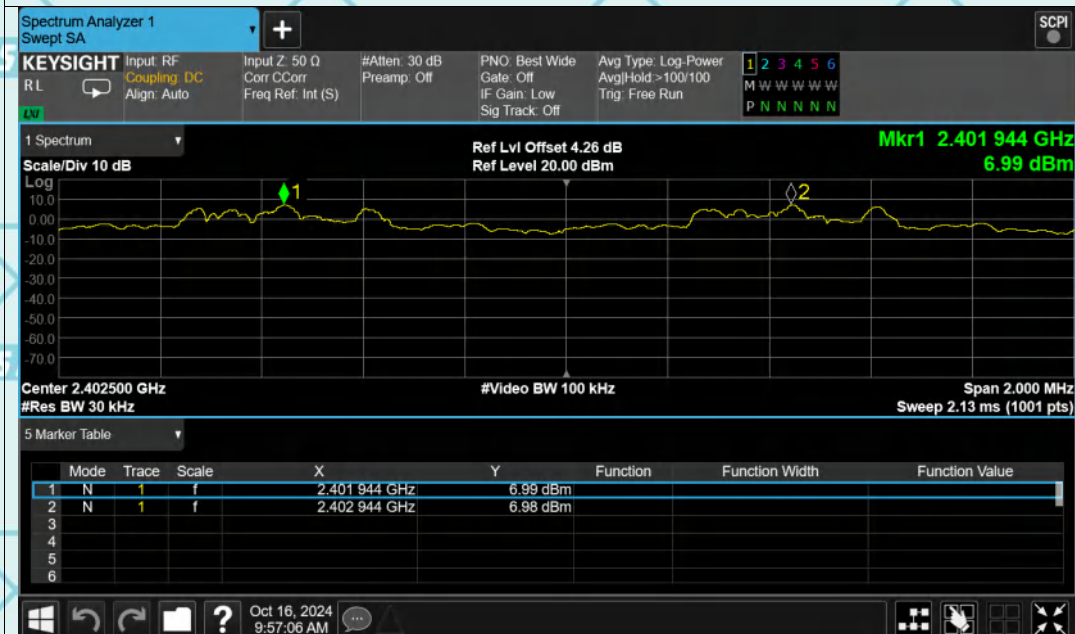 Spectrum Analyzer 1
Swept SA
+
SCPI
KEYSIGHT
RL
LXI
Input: RF
Coupling: DC
Align: Auto
Input Z: 50 Ω
Corr CCorr
Freq Ref: Int (S)
#Atten: 30 dB
Preamp: Off
PNO: Best Wide
Gate: Off
IF Gain: Low
Sig Track: Off
Avg Type: Log-Power
Avg|Hold:>100/100
Trig: Free Run
1 2 3 4 5 6
M W W W W W
P N N N N N
1 Spectrum
Scale/Div 10 dB
Ref Lvl Offset 4.26 dB
Ref Level 20.00 dBm
Mkr1 2.401 944 GHz
6.99 dBm
Log
10.0
0.00
-10.0
-20.0
-30.0
-40.0
-50.0
-60.0
-70.0
1
2
Center 2.402500 GHz
#Res BW 30 kHz
#Video BW 100 kHz
Span 2.000 MHz
Sweep 2.13 ms (1001 pts)
5 Marker Table
Mode Trace Scale X Y Function Function Width Function Value
1 N 1 f 2.401 944 GHz 6.99 dBm
2 N 1 f 2.402 944 GHz 6.98 dBm
3
4
5
6
?
Oct 16, 2024
9:57:06 AM